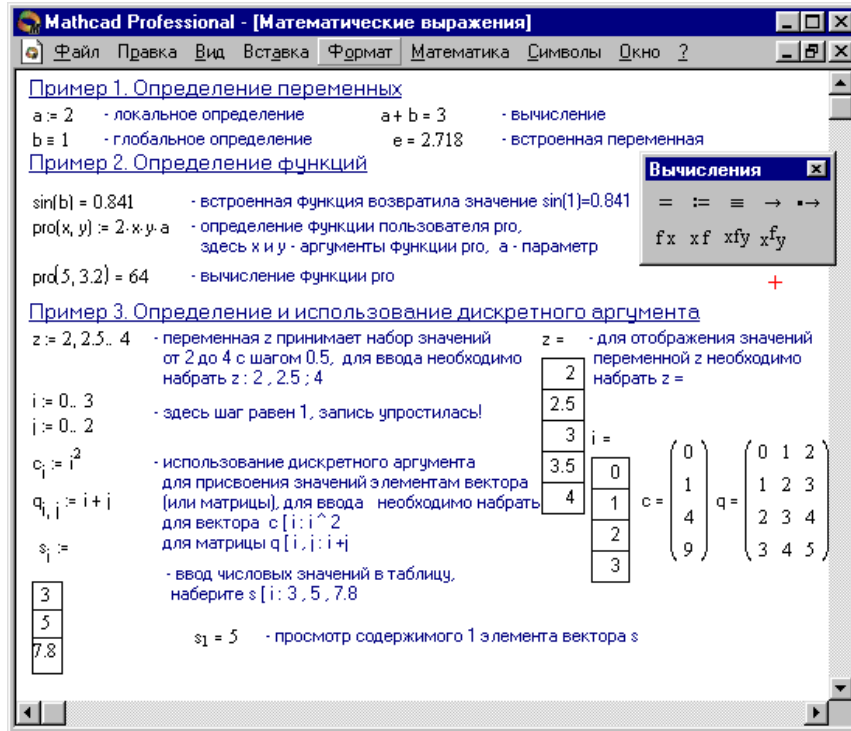 Mathcad Professional - [Математические выражения]
Файл Правка Вид Вставка Формат Математика Символы Окно ?
Пример 1. Определение переменных
a := 2 - локальное определение a + b = 3 - вычисление
b ≡ 1 - глобальное определение e = 2.718 - встроенная переменная
Пример 2. Определение функций
Вычисления
= := ≡ → ▪→
fx xf xfy xfy
sin(b) = 0.841 - встроенная функция возвратила значение sin(1)=0.841
pro(x, y) := 2·x·y·a - определение функции пользователя pro,
здесь x и y - аргументы функции pro, a - параметр
pro(5, 3.2) = 64 - вычисление функции pro
Пример 3. Определение и использование дискретного аргумента
z := 2, 2.5.. 4 - переменная z принимает набор значений
от 2 до 4 с шагом 0.5, для ввода необходимо
набрать z : 2 , 2.5 ; 4
z = - для отображения значений
переменной z необходимо
набрать z =
2
2.5
3
3.5
4
i := 0.. 3
j := 0.. 2
- здесь шаг равен 1, запись упростилась!
c i := i 2
q i, j := i + j
s i :=
- использование дискретного аргумента
для присвоения значений элементам вектора
(или матрицы), для ввода необходимо набрать
для вектора c [ i : i ^ 2
для матрицы q [ i , j : i +j
i =
0
1
2
3
c =
0
1
4
9
q =
0 1 2
1 2 3
2 3 4
3 4 5
- ввод числовых значений в таблицу,
наберите s [ i : 3 , 5 , 7.8
3
5
7.8
s1 = 5 - просмотр содержимого 1 элемента вектора s